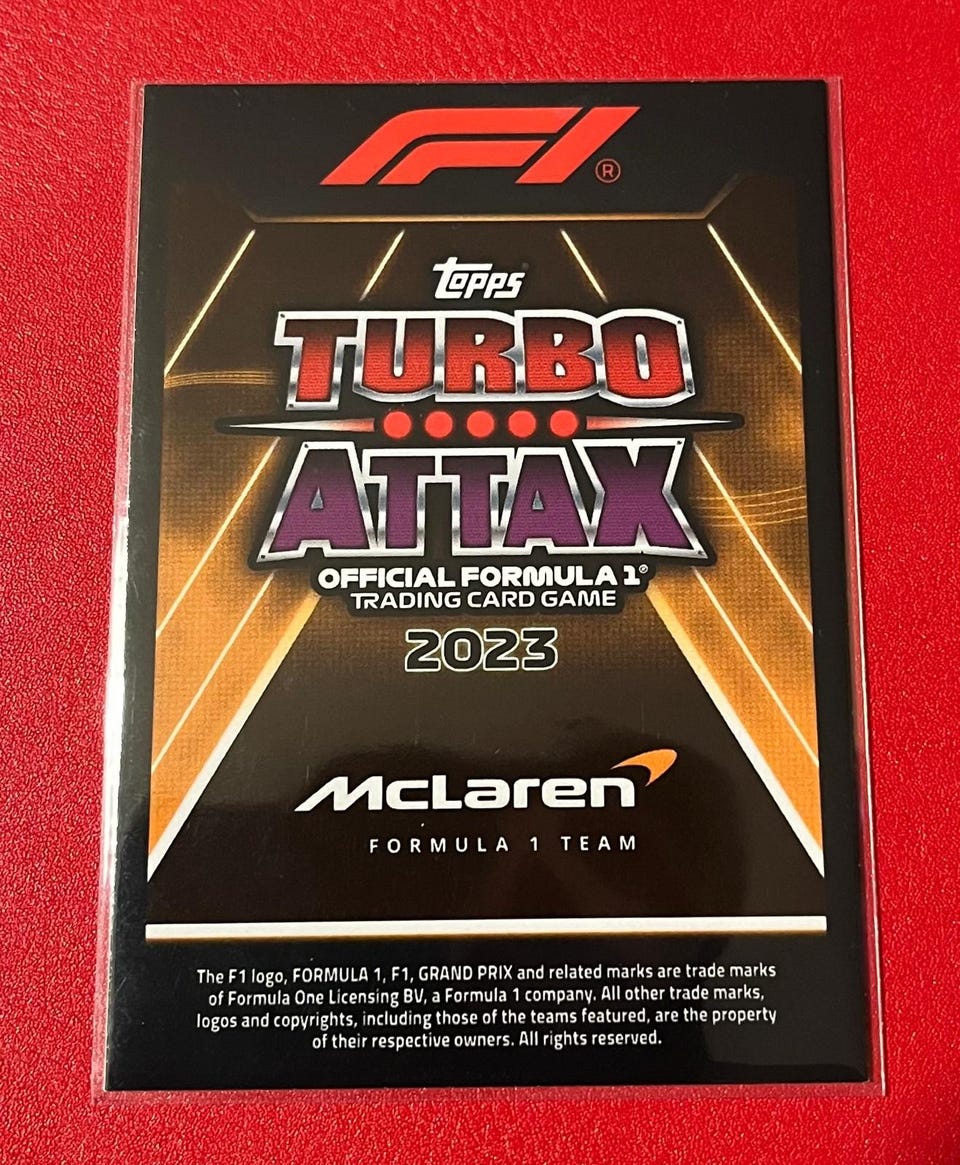 F1®
Topps
TURBO
ATTAX
OFFICIAL FORMULA 1®
TRADING CARD GAME
2023
McLaren
FORMULA 1 TEAM
The F1 logo, FORMULA 1, F1, GRAND PRIX and related marks are trade marks
of Formula One Licensing BV, a Formula 1 company. All other trade marks,
logos and copyrights, including those of the teams featured, are the property
of their respective owners. All rights reserved.